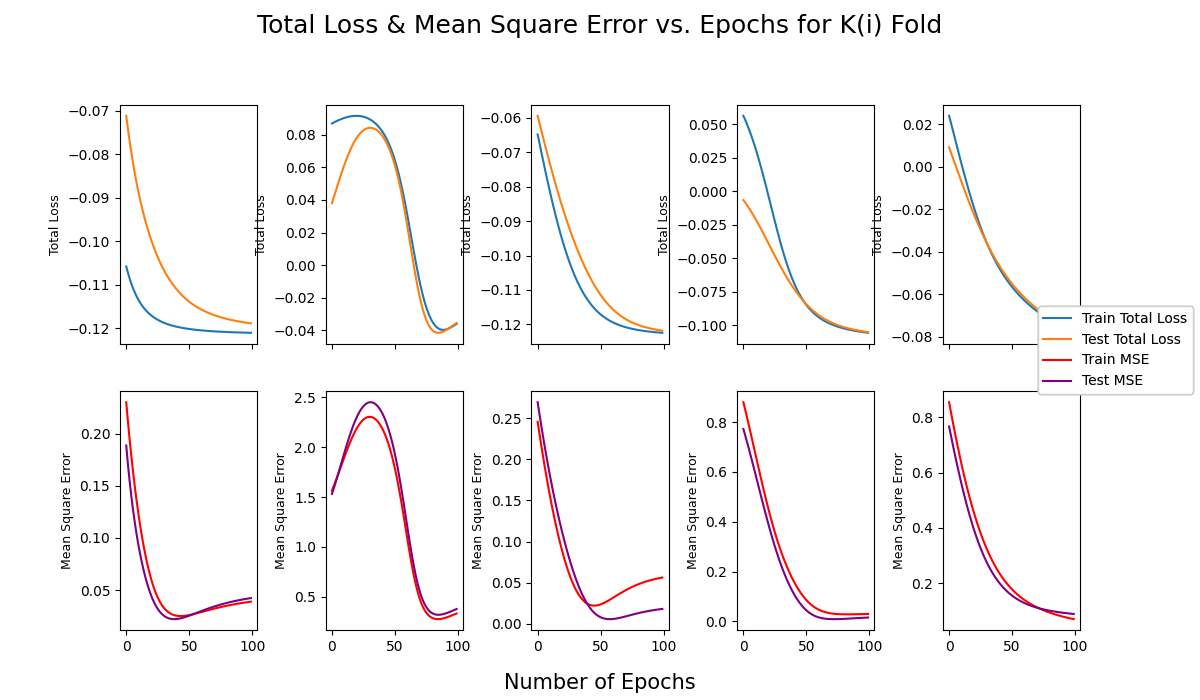 Total Loss & Mean Square Error vs. Epochs for K(i) Fold
Total Loss
−0.07
−0.08
−0.09
−0.10
−0.11
−0.12
Total Loss
0.08
0.06
0.04
0.02
0.00
−0.02
−0.04
Total Loss
−0.06
−0.07
−0.08
−0.09
−0.10
−0.11
−0.12
Total Loss
0.050
0.025
0.000
−0.025
−0.050
−0.075
−0.100
Total Loss
0.02
0.00
−0.02
−0.04
−0.06
−0.08
Train Total Loss
Test Total Loss
Train MSE
Test MSE
Mean Square Error
0.20
0.15
0.10
0.05
0 50 100
Mean Square Error
2.5
2.0
1.5
1.0
0.5
0 50 100
Mean Square Error
0.25
0.20
0.15
0.10
0.05
0.00
0 50 100
Mean Square Error
0.8
0.6
0.4
0.2
0.0
0 50 100
Mean Square Error
0.8
0.6
0.4
0.2
0 50 100
Number of Epochs